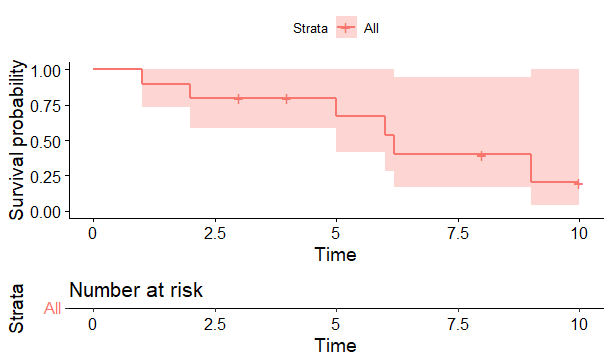 Strata All
Survival probability
1.00
0.75
0.50
0.25
0.00
0 2.5 5 7.5 10
Time
Number at risk
Strata
All
0 2.5 5 7.5 10
Time